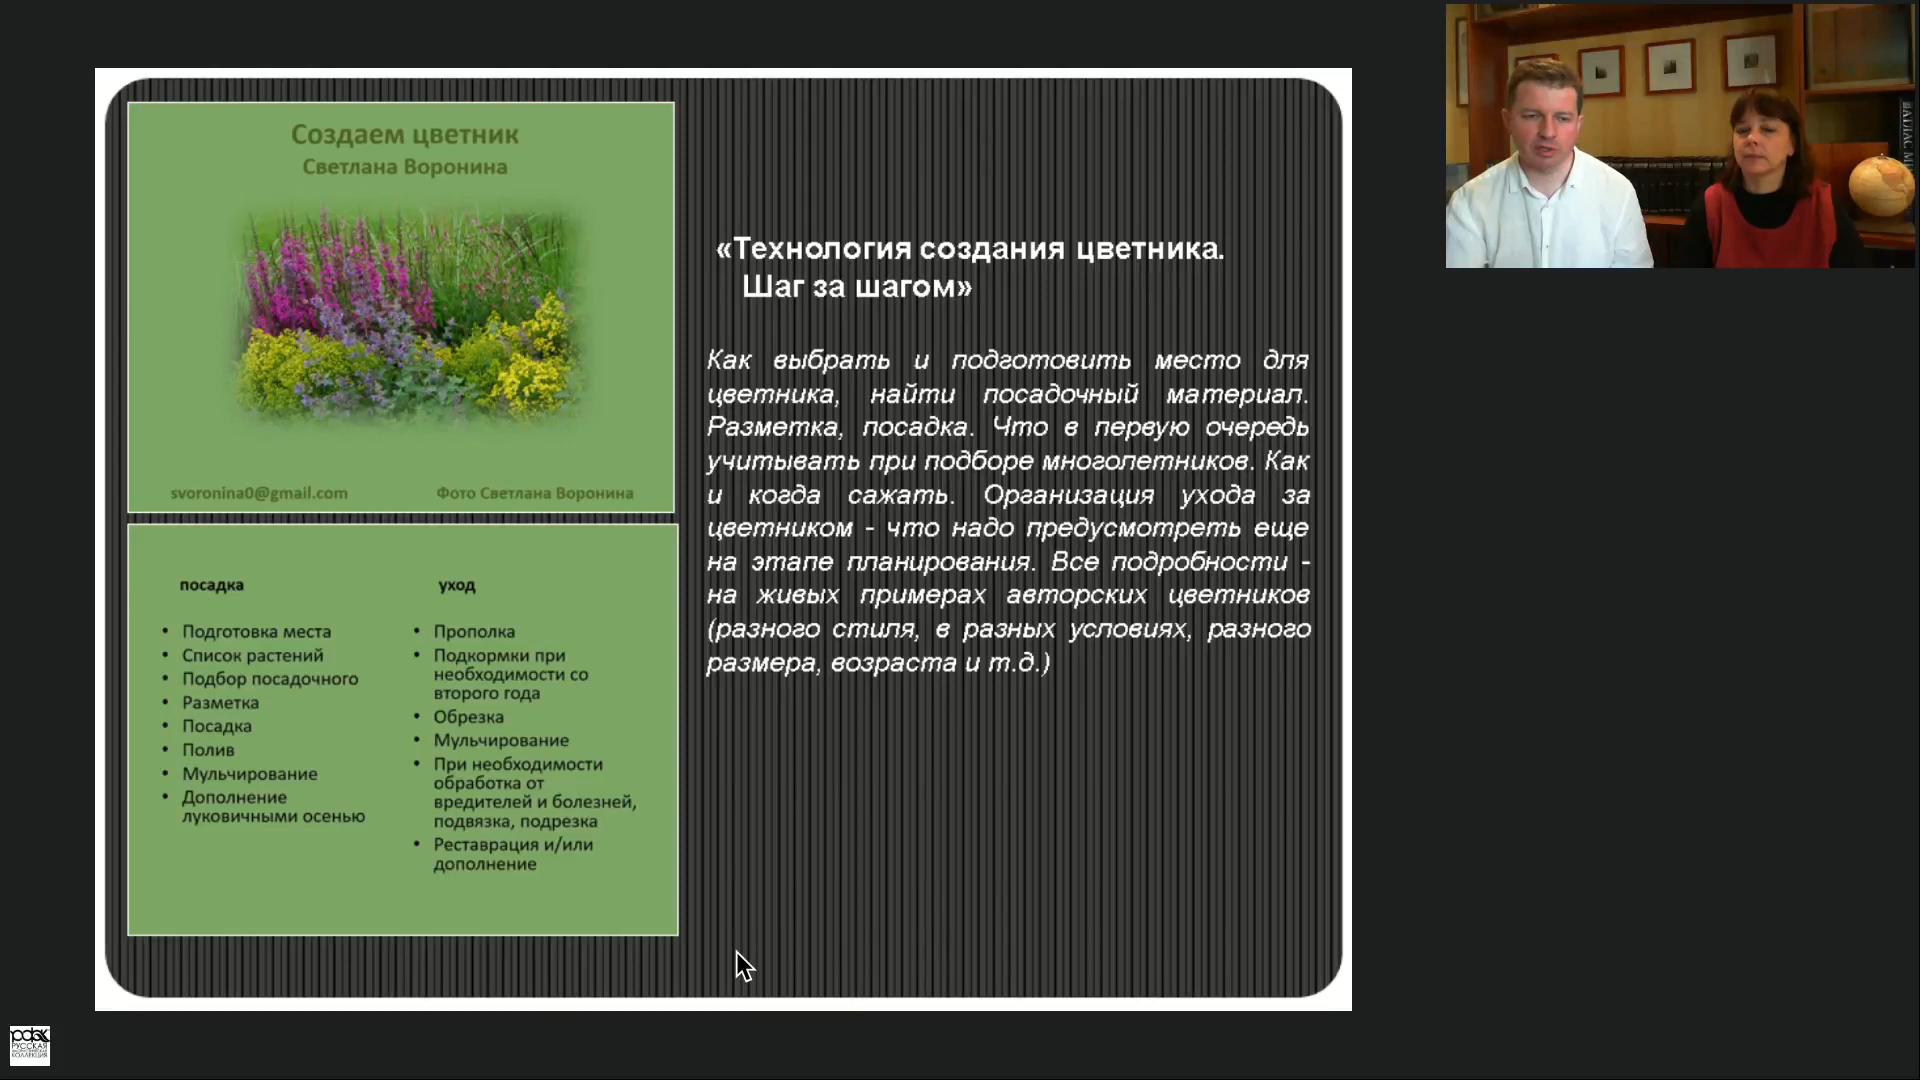 Создаем цветник
Светлана Воронина
svoronina0@gmail.com
Фото Светлана Воронина
посадка
• Подготовка места
• Список растений
• Подбор посадочного
• Разметка
• Посадка
• Полив
• Мульчирование
• Дополнение
луковичными осенью
уход
• Прополка
• Подкормки при
необходимости со
второго года
• Обрезка
• Мульчирование
• При необходимости
обработка от
вредителей и болезней,
подвязка, подрезка
• Реставрация и/или
дополнение
«Технология создания цветника.
Шаг за шагом»
Как выбрать и подготовить место для
цветника, найти посадочный материал.
Разметка, посадка. Что в первую очередь
учитывать при подборе многолетников. Как
и когда сажать. Организация ухода за
цветником - что надо предусмотреть еще
на этапе планирования. Все подробности -
на живых примерах авторских цветников
(разного стиля, в разных условиях, разного
размера, возраста и т.д.)
РУССКАЯ
КОЛЛЕКЦИЯ